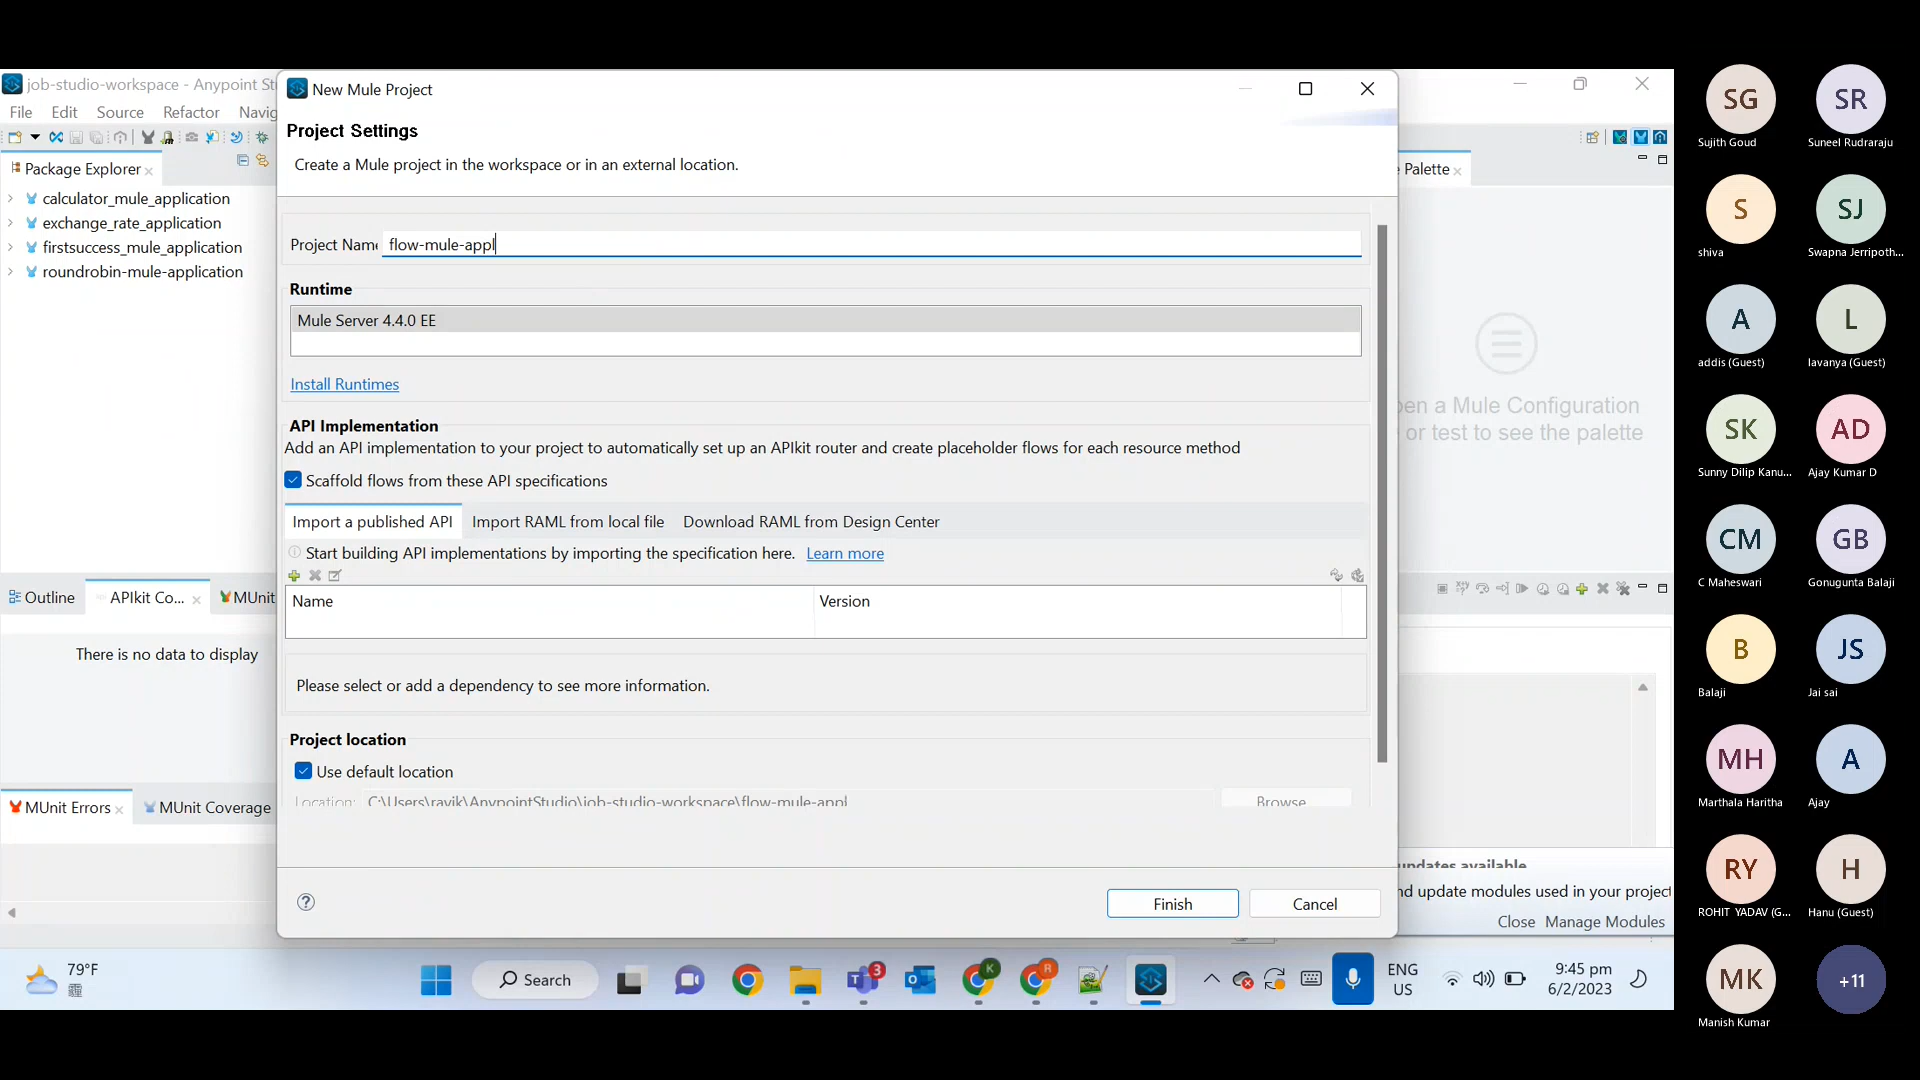 job-studio-workspace - Anypoint St
File Edit Source Refactor Navig
Package Explorer
calculator_mule_application
exchange_rate_application
firstsuccess_mule_application
roundrobin-mule-application
Outline
APIkit Co...
MUnit
There is no data to display
MUnit Errors
MUnit Coverage
New Mule Project
Project Settings
Create a Mule project in the workspace or in an external location.
Project Name
flow-mule-appl
Runtime
Mule Server 4.4.0 EE
Install Runtimes
API Implementation
Add an API implementation to your project to automatically set up an APIkit router and create placeholder flows for each resource method
Scaffold flows from these API specifications
Import a published API
Import RAML from local file
Download RAML from Design Center
Start building API implementations by importing the specification here. Learn more
Name
Version
Please select or add a dependency to see more information.
Project location
Use default location
Location: C:\Users\ravik\AnypointStudio\job-studio-workspace\flow-mule-appl
Browse
Finish
Cancel
Palette
en a Mule Configuration
or test to see the palette
updates available
nd update modules used in your project
Close Manage Modules
79°F
Search
3
K
R
ENG
US
9:45 pm
6/2/2023
SG
Sujith Goud
SR
Suneel Rudraraju
S
shiva
SJ
Swapna Jerripoth...
A
addis (Guest)
L
lavanya (Guest)
SK
Sunny Dilip Kanu...
AD
Ajay Kumar D
CM
C Maheswari
GB
Gonugunta Balaji
B
Balaji
JS
Jai sai
MH
Marthala Haritha
A
Ajay
RY
ROHIT YADAV (G...
H
Hanu (Guest)
MK
Manish Kumar
+11